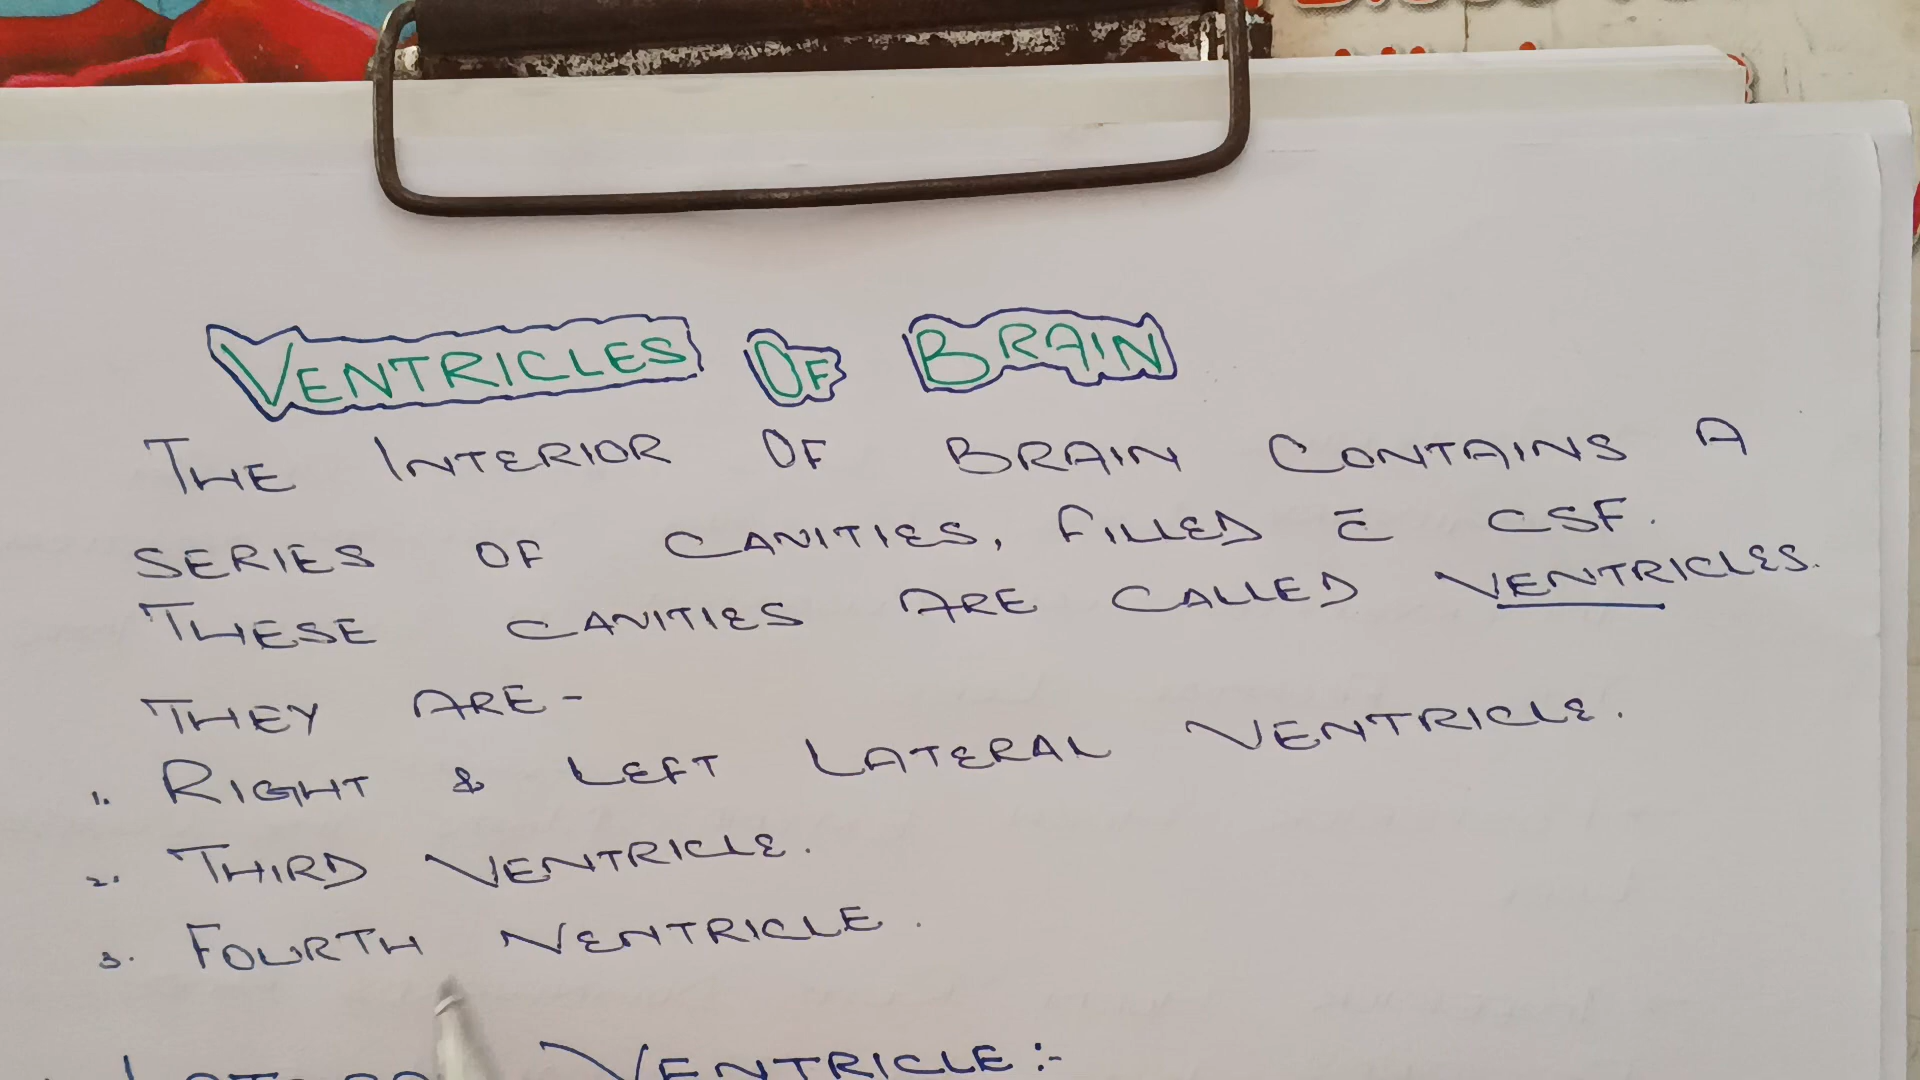 VENTRICLES OF BRAIN
THE INTERIOR OF BRAIN CONTAINS A
SERIES OF CAVITIES, FILLED C̄ CSF.
THESE CAVITIES ARE CALLED VENTRICLES.
THEY ARE-
1. RIGHT & LEFT LATERAL VENTRICLE.
2. THIRD VENTRICLE.
3. FOURTH VENTRICLE.
VENTRICLE:-